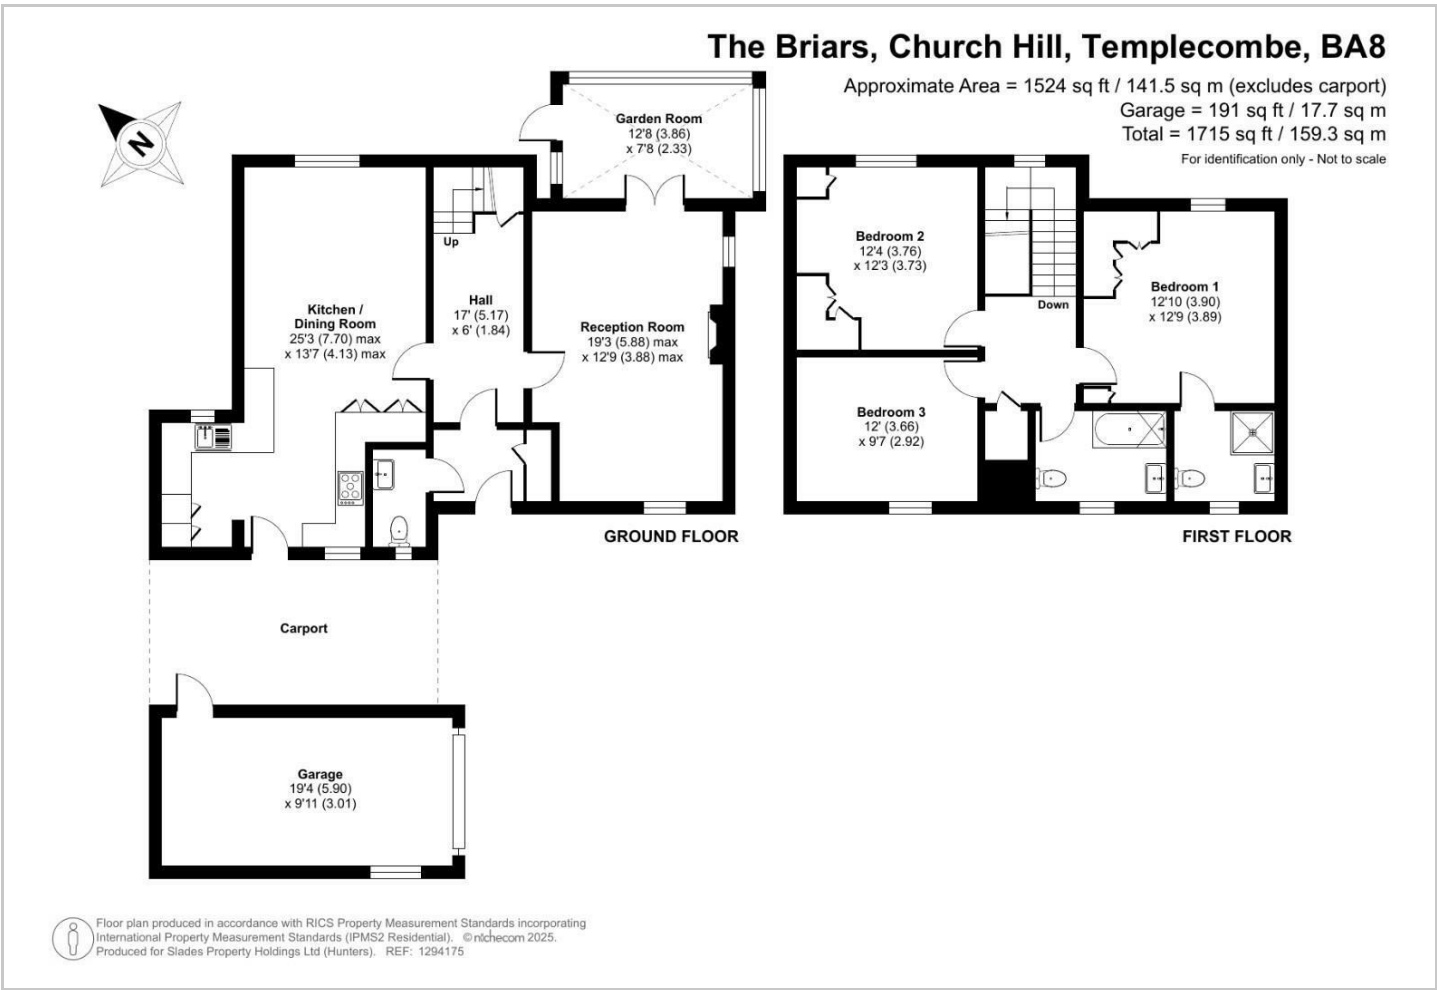 The Briars, Church Hill, Templecombe, BA8
Approximate Area = 1524 sq ft / 141.5 sq m (excludes carport)
Garage = 191 sq ft / 17.7 sq m
Total = 1715 sq ft / 159.3 sq m
For identification only - Not to scale
N
Garden Room
12'8 (3.86)
x 7'8 (2.33)
Up
Kitchen /
Dining Room
25'3 (7.70) max
x 13'7 (4.13) max
Hall
17' (5.17)
x 6' (1.84)
Reception Room
19'3 (5.88) max
x 12'9 (3.88) max
GROUND FLOOR
Carport
Garage
19'4 (5.90)
x 9'11 (3.01)
Bedroom 2
12'4 (3.76)
x 12'3 (3.73)
Down
Bedroom 1
12'10 (3.90)
x 12'9 (3.89)
Bedroom 3
12' (3.66)
x 9'7 (2.92)
FIRST FLOOR
Floor plan produced in accordance with RICS Property Measurement Standards incorporating
International Property Measurement Standards (IPMS2 Residential). © nichecom 2025.
Produced for Slades Property Holdings Ltd (Hunters). REF: 1294175